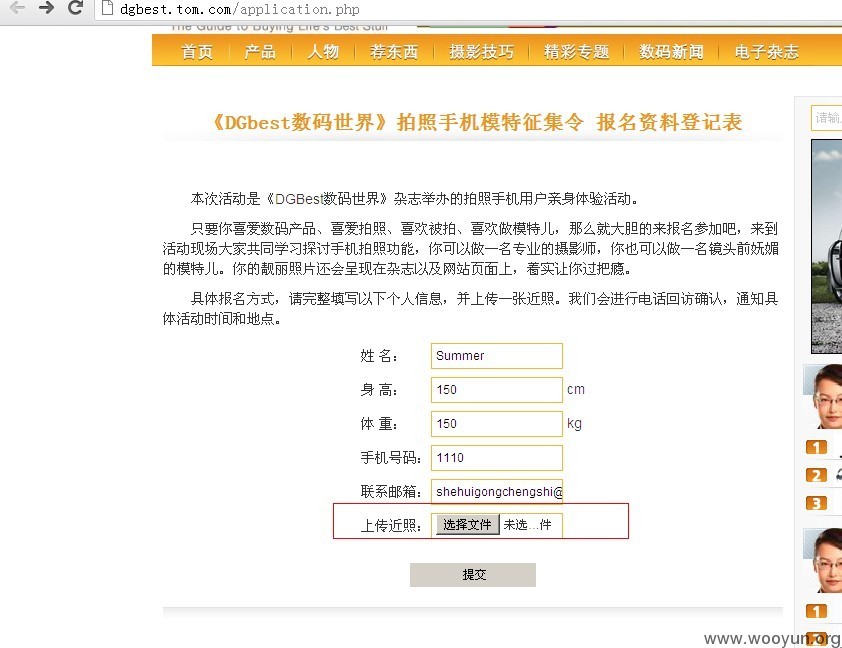 dgbest.tom.com/application.php
The Guide to Buying Life's Best Stuff
首页 产品 人物 荐东西 摄影技巧 精彩专题 数码新闻 电子杂志
《DGbest数码世界》拍照手机模特征集令 报名资料登记表
请输
本次活动是《DGBest数码世界》杂志举办的拍照手机用户亲身体验活动。
只要你喜爱数码产品、喜爱拍照、喜欢被拍、喜欢做模特儿，那么就大胆的来报名参加吧，来到
活动现场大家共同学习探讨手机拍照功能，你可以做一名专业的摄影师，你也可以做一名镜头前妩媚
的模特儿。你的靓丽照片还会呈现在杂志以及网站页面上，着实让你过把瘾。
具体报名方式，请完整填写以下个人信息，并上传一张近照。我们会进行电话回访确认，通知具
体活动时间和地点。
姓 名： Summer
身 高： 150 cm
体 重： 150 kg
手机号码： 1110
联系邮箱： shehuigongchengshi@
上传近照： 选择文件 未选...件
提交
1
2
3
1
www.wooyun.org